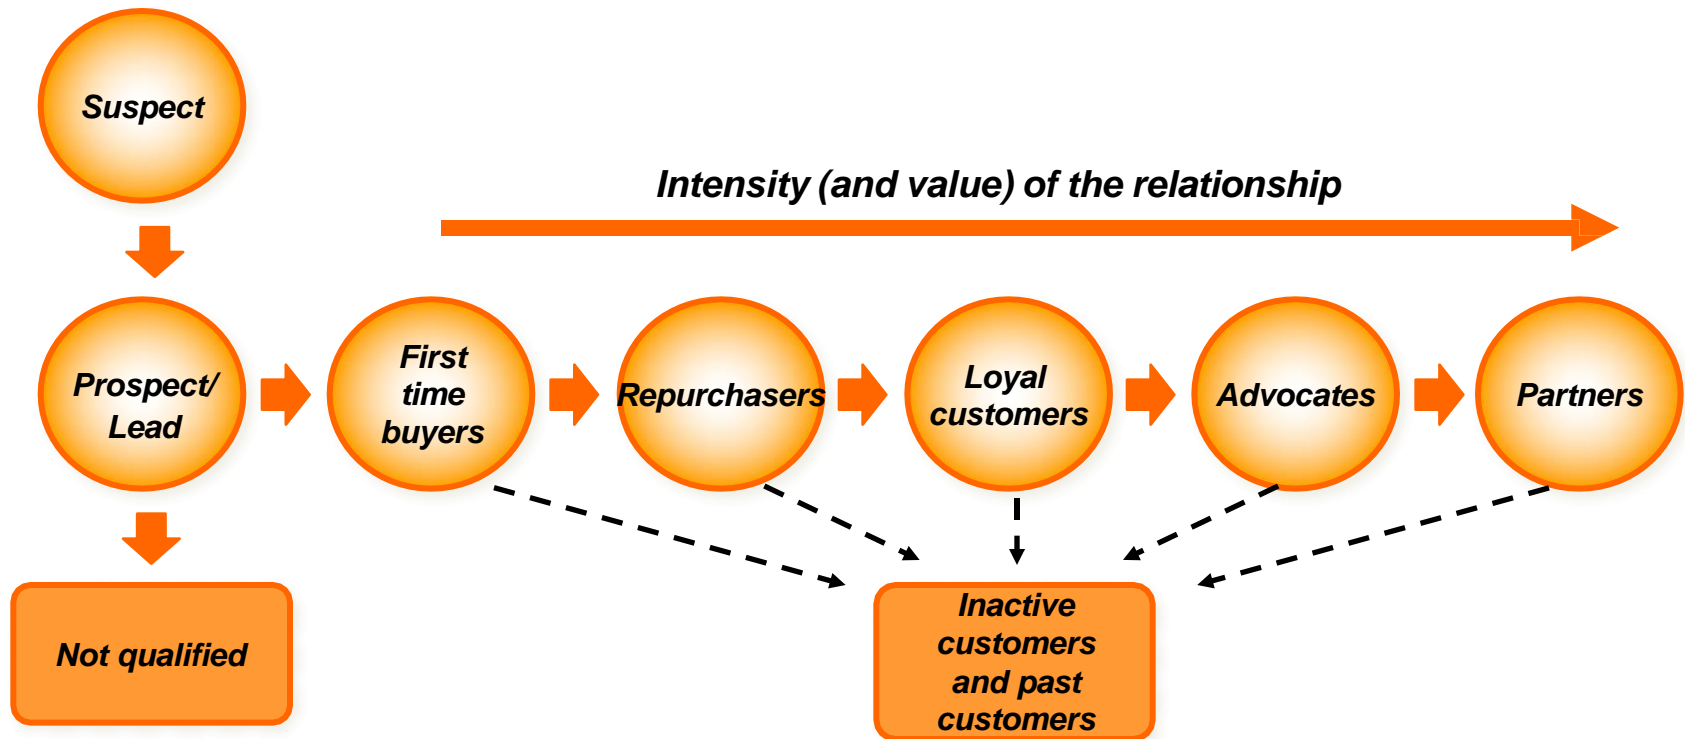 Suspect
Intensity (and value) of the relationship
Prospect/
Lead
First
time
buyers
Repurchasers
Loyal
customers
Advocates
Partners
Not qualified
Inactive
customers
and past
customers